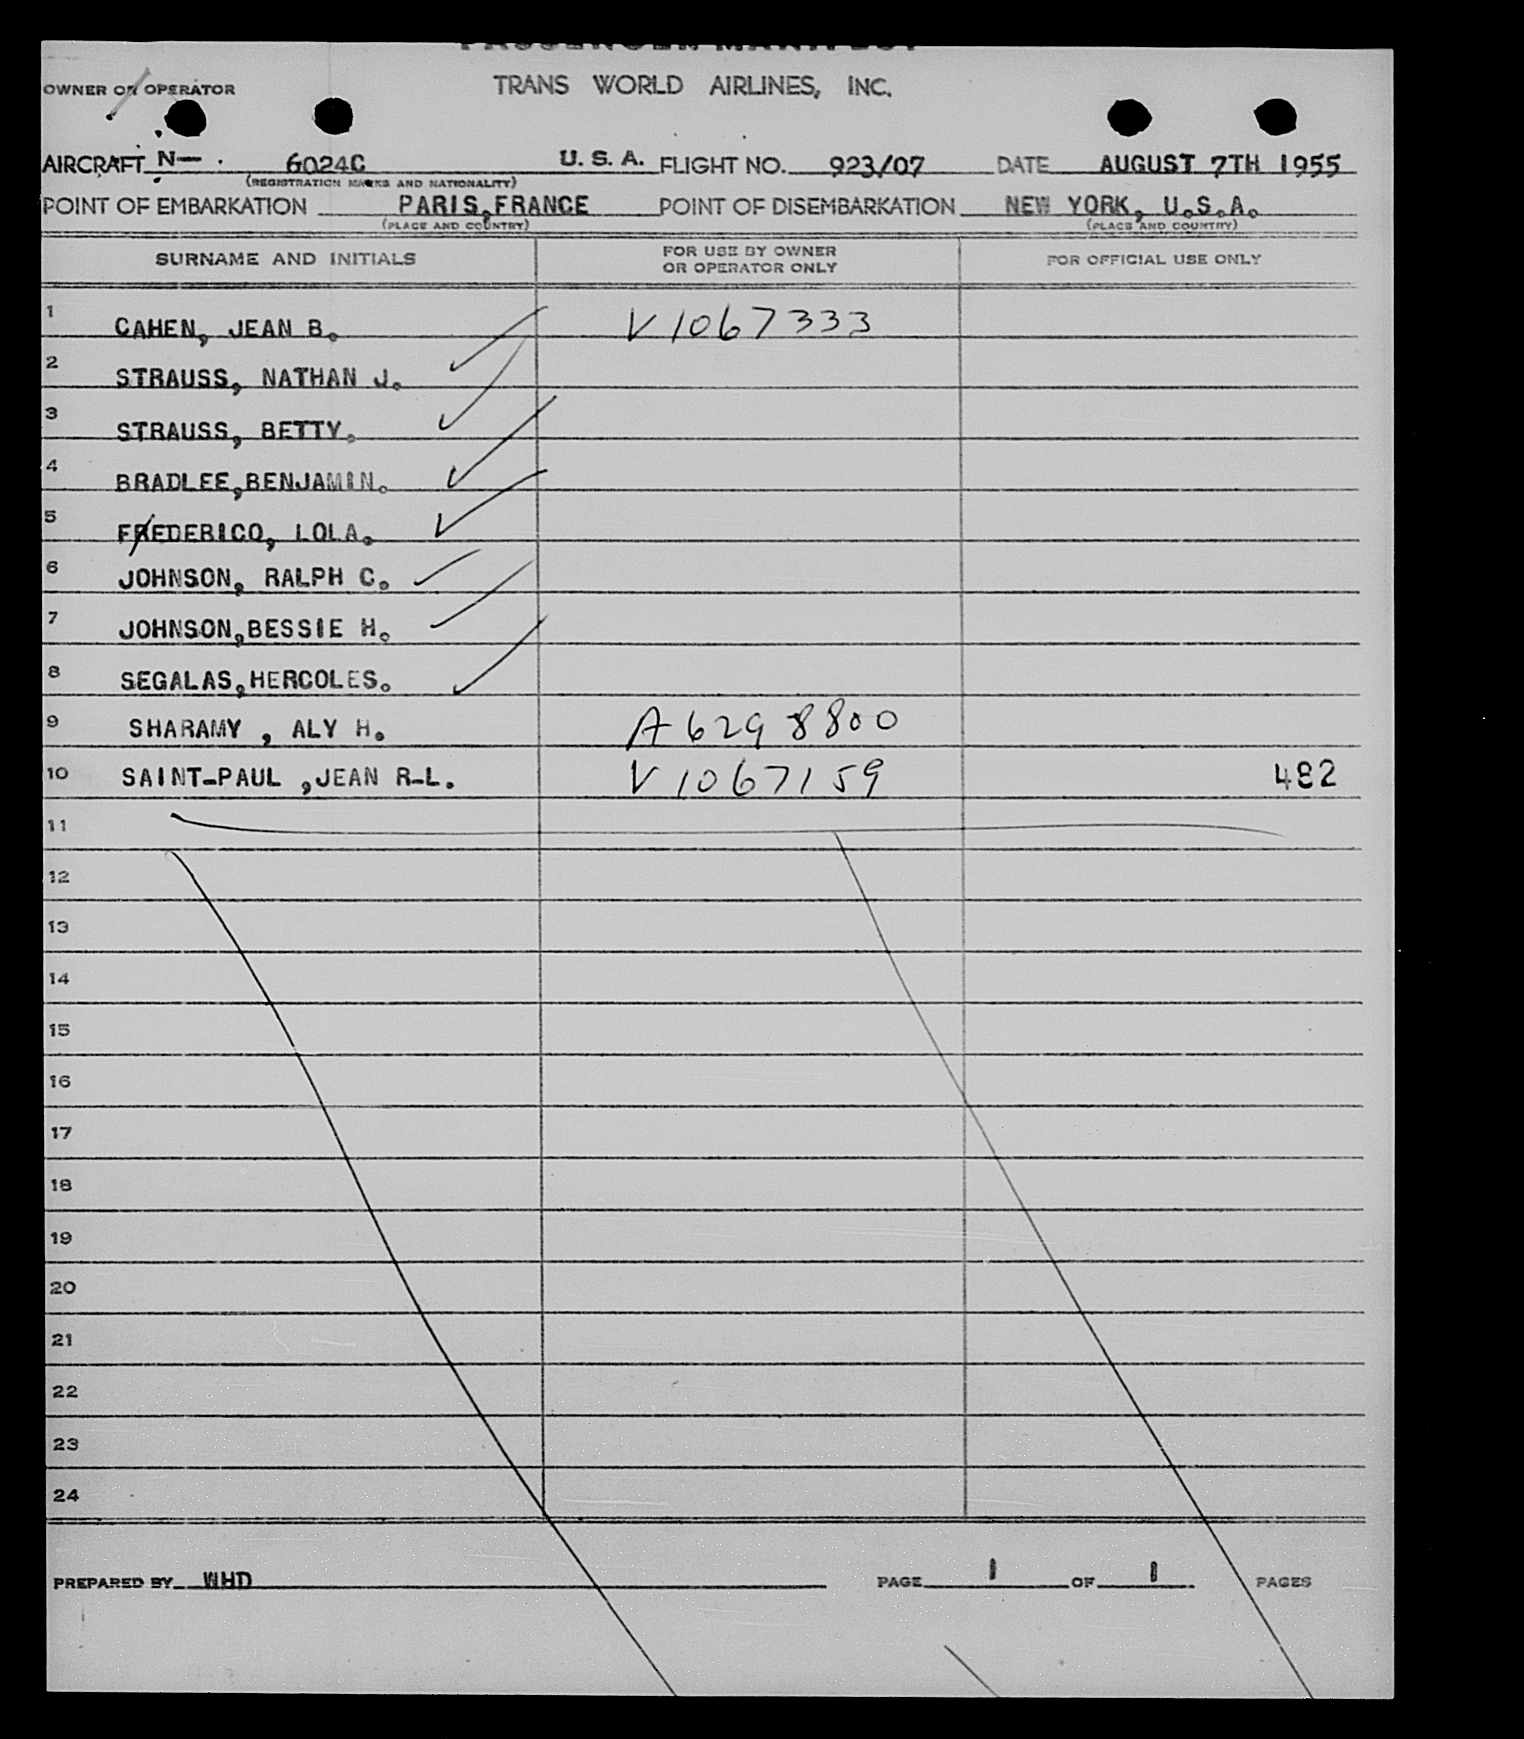 PASSENGER MANIFEST
OWNER OR OPERATOR TRANS WORLD AIRLINES, INC.
AIRCRAFT N— 6024C U. S. A. FLIGHT NO. 923/07 DATE AUGUST 7TH 1955
(REGISTRATION MARKS AND NATIONALITY)
POINT OF EMBARKATION PARIS,FRANCE POINT OF DISEMBARKATION NEW YORK, U.S.A.
(PLACE AND COUNTRY) (PLACE AND COUNTRY)
SURNAME AND INITIALS FOR USE BY OWNER OR OPERATOR ONLY FOR OFFICIAL USE ONLY
1 CAHEN, JEAN B. V1067333
2 STRAUSS, NATHAN J.
3 STRAUSS, BETTY.
4 BRADLEE,BENJAMIN.
5 FREDERICO, LOLA.
6 JOHNSON, RALPH C.
7 JOHNSON,BESSIE H.
8 SEGALAS,HERCOLES.
9 SHARAMY , ALY H. A6298800
10 SAINT-PAUL ,JEAN R-L. V1067159 482
11
12
13
14
15
16
17
18
19
20
21
22
23
24
PREPARED BY WHD PAGE 1 OF 1 PAGES